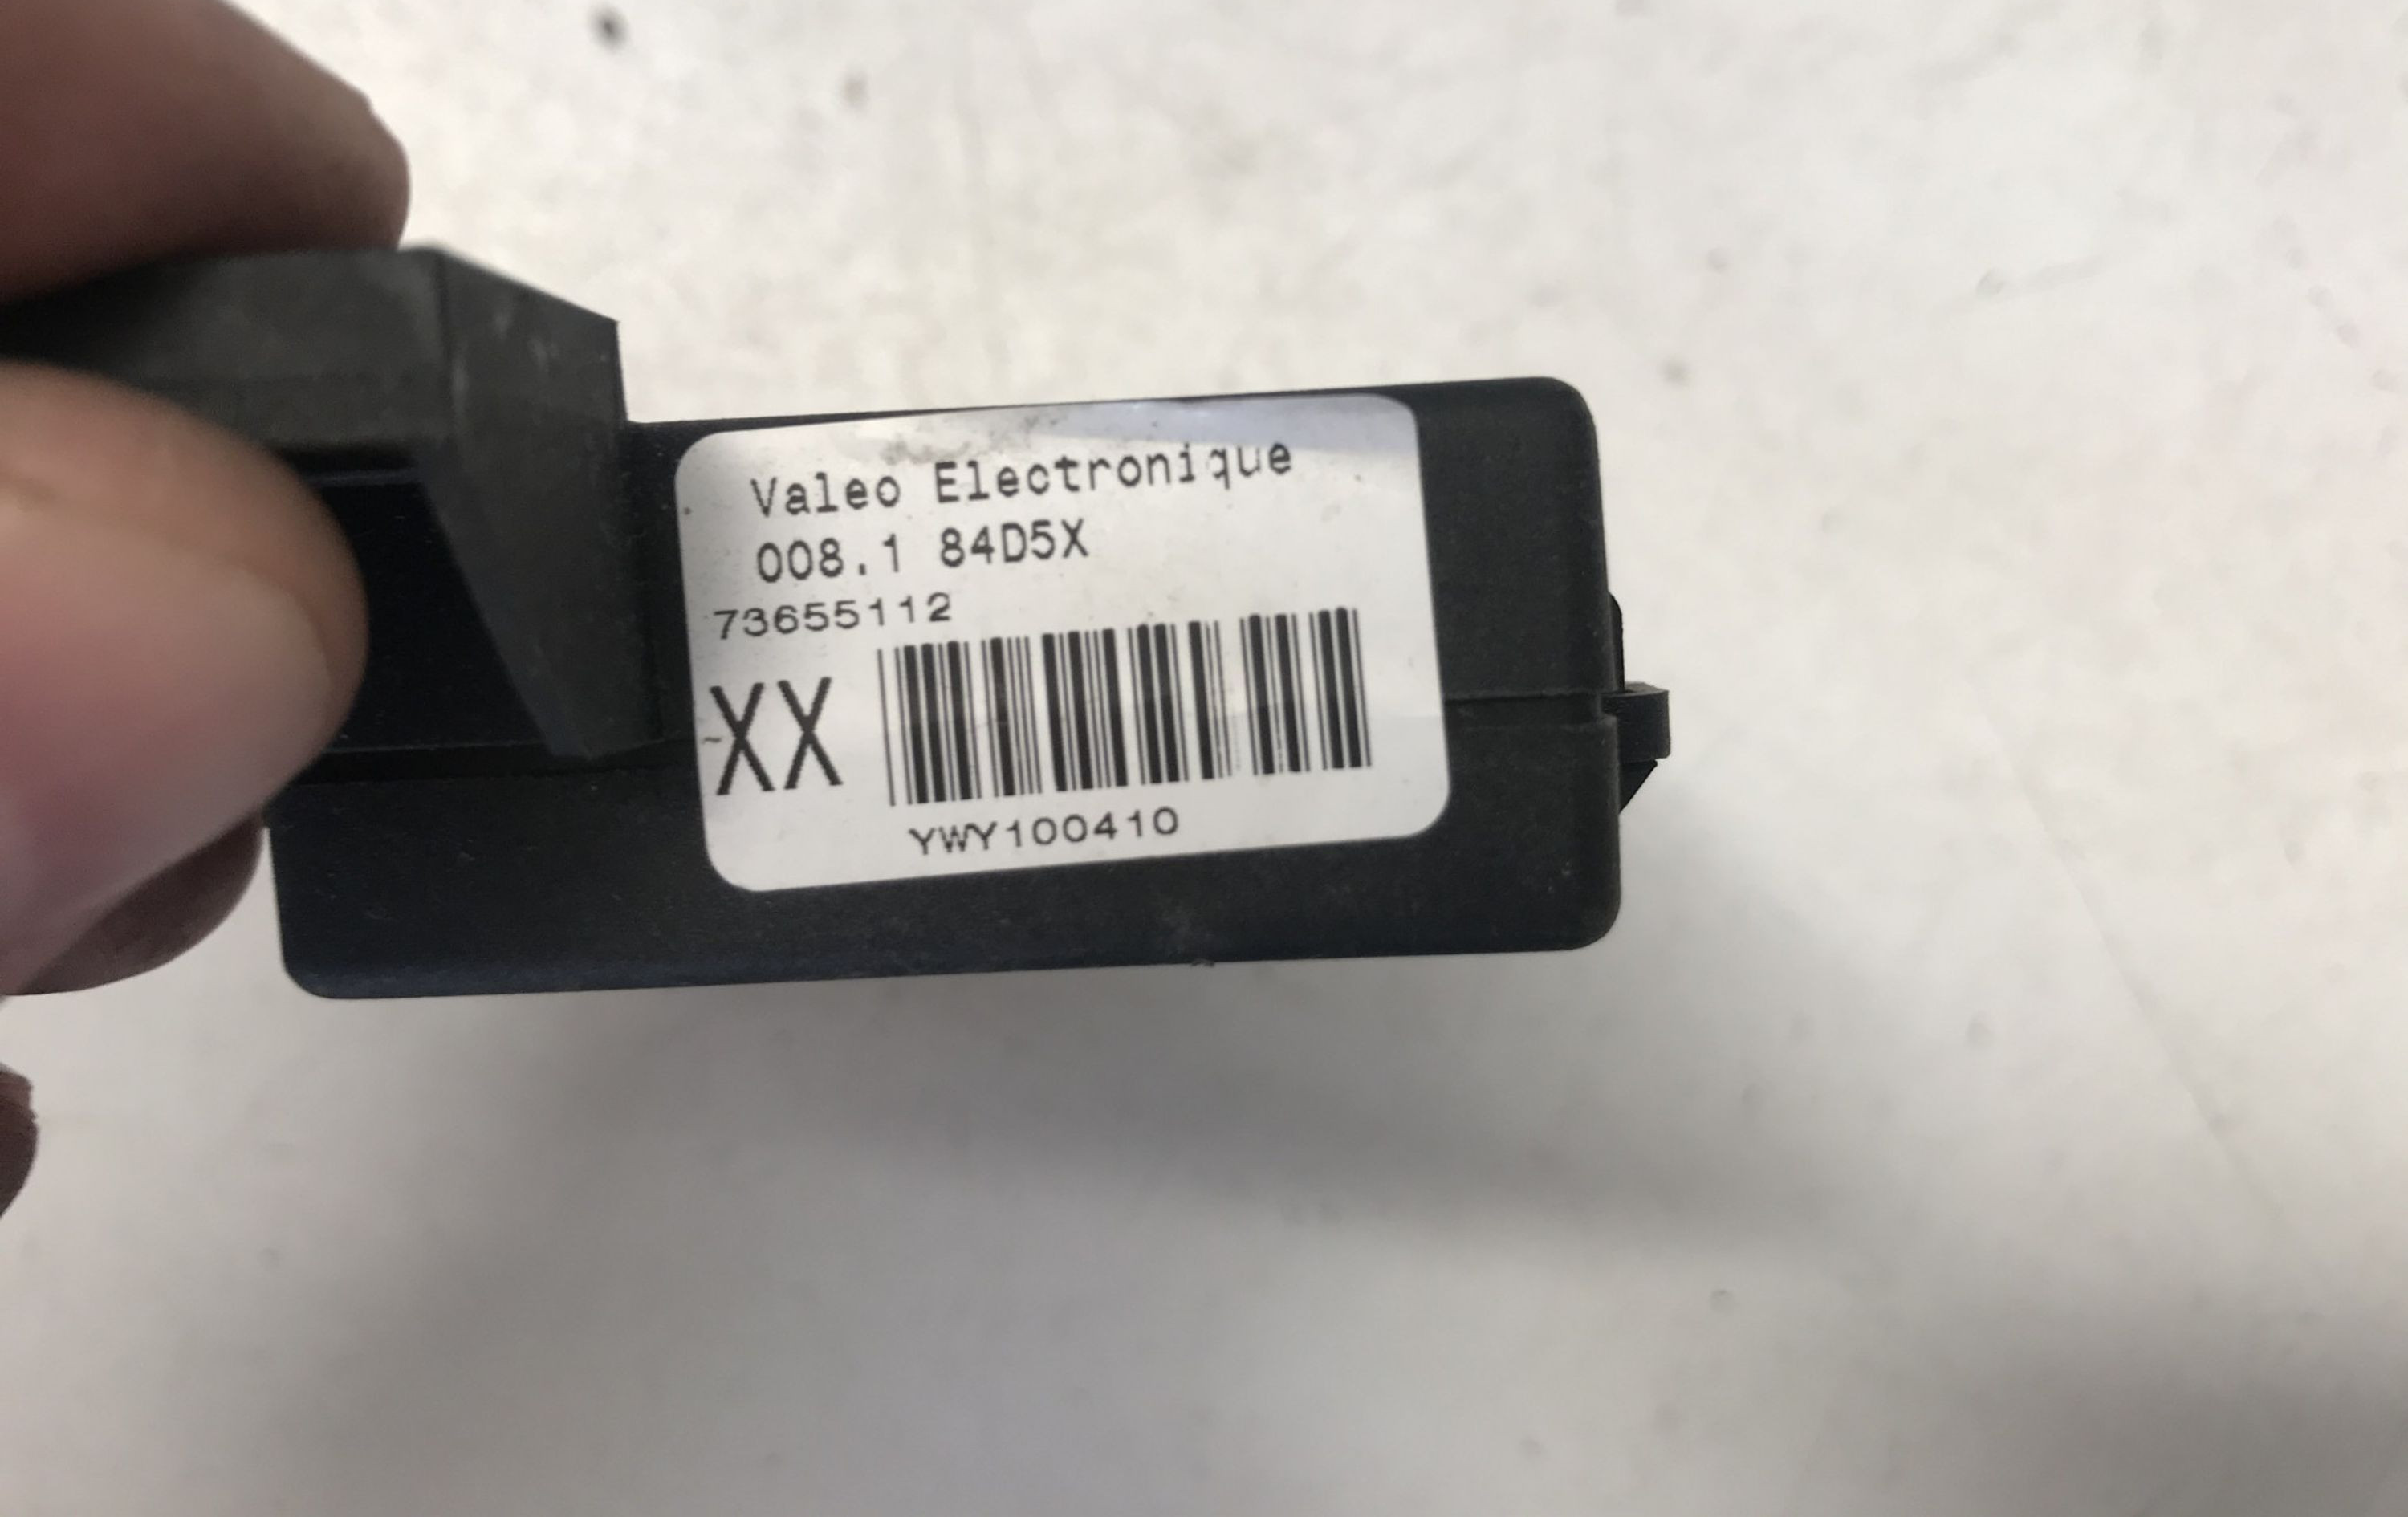 Valeo Electronique
008.1 84D5X
73655112
XX
YWY100410